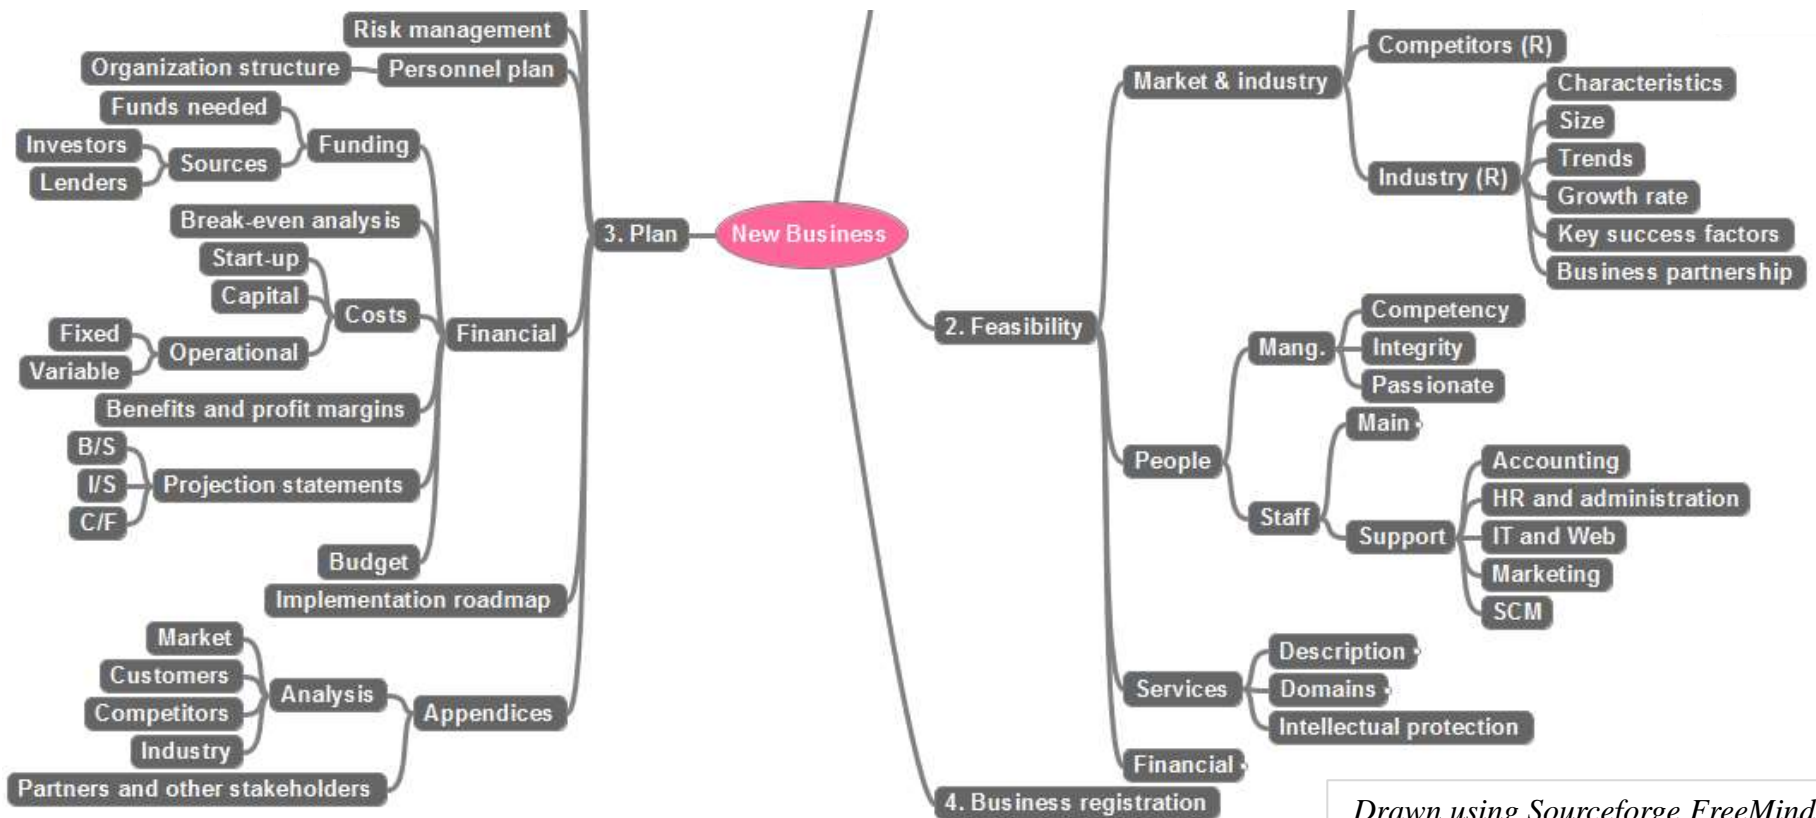 Risk management
Organization structure
Personnel plan
Funds needed
Investors
Sources
Funding
Lenders
Break-even analysis
Start-up
Capital
Costs
Fixed
Operational
Variable
Financial
Benefits and profit margins
B/S
I/S
Projection statements
C/F
Budget
Implementation roadmap
Market
Customers
Analysis
Competitors
Industry
Appendices
Partners and other stakeholders
3. Plan
New Business
2. Feasibility
Market & industry
Competitors (R)
Industry (R)
Characteristics
Size
Trends
Growth rate
Key success factors
Business partnership
People
Mang.
Competency
Integrity
Passionate
Staff
Main
Support
Accounting
HR and administration
IT and Web
Marketing
SCM
Services
Description
Domains
Intellectual protection
Financial
4. Business registration
Drawn using Sourceforge FreeMind